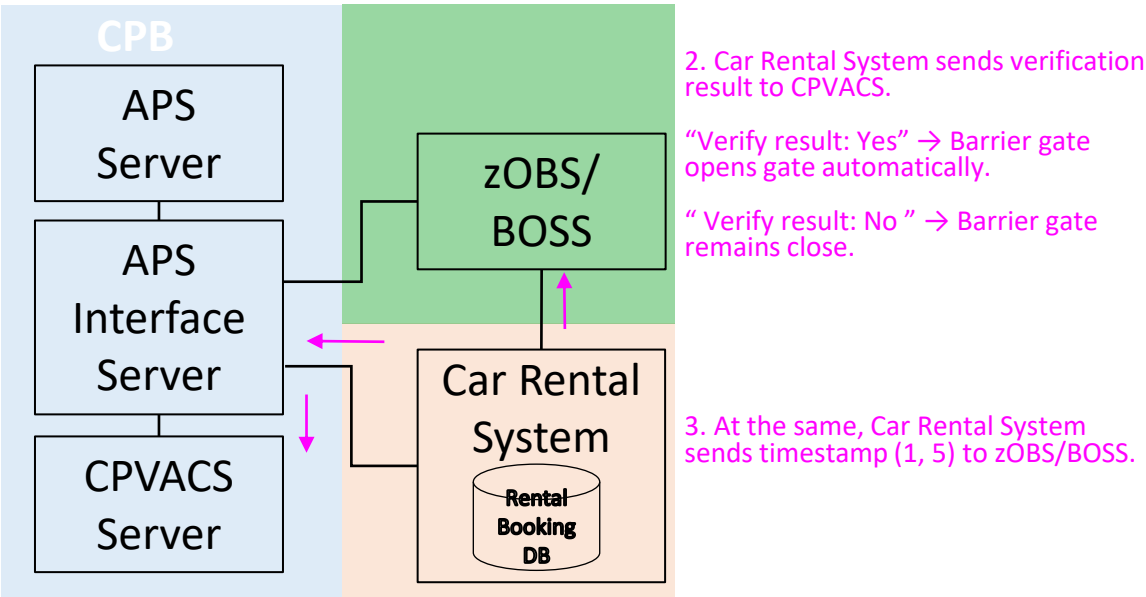 CPB
APS
Server
APS
Interface
Server
CPVACS
Server
zOBS/
BOSS
Car Rental
System
Rental
Booking
DB
2. Car Rental System sends verification
result to CPVACS.
“Verify result: Yes” → Barrier gate
opens gate automatically.
“ Verify result: No ” → Barrier gate
remains close.
3. At the same, Car Rental System
sends timestamp (1, 5) to zOBS/BOSS.